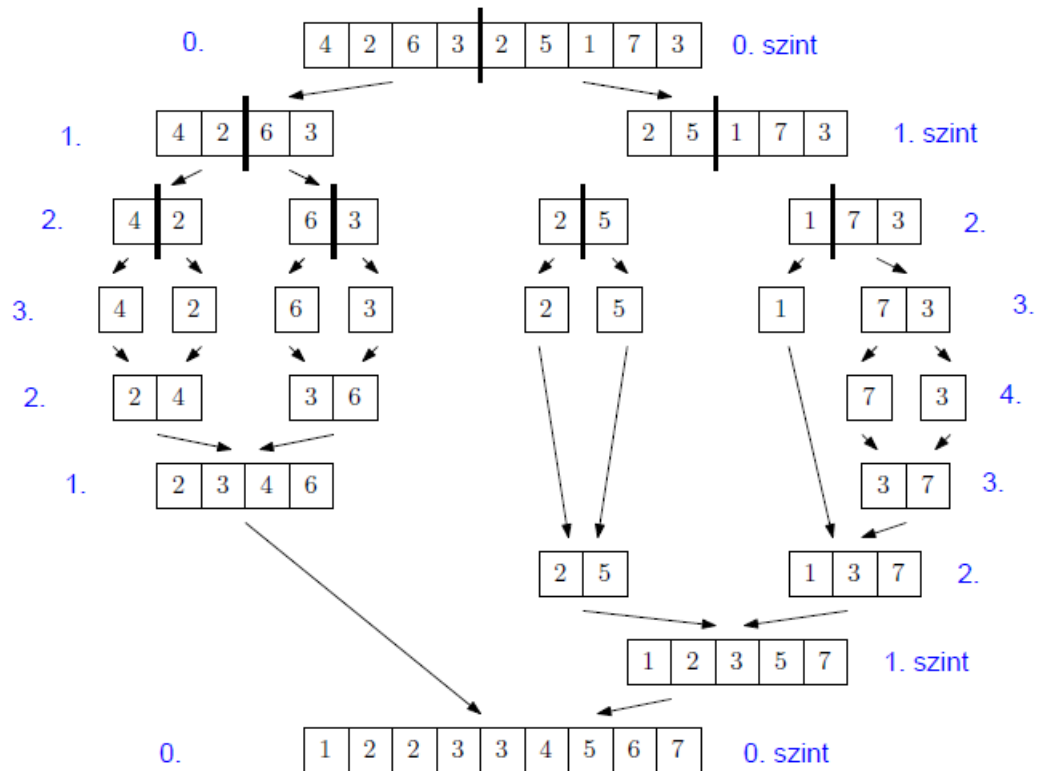 0. 4 2 6 3 2 5 1 7 3 0. szint
1. 4 2 6 3 2 5 1 7 3 1. szint
2. 4 2 6 3 2 5 1 7 3 2.
3. 4 2 6 3 2 5 1 7 3 3.
2. 2 4 3 6 7 3 4.
1. 2 3 4 6 3 7 3.
2 5 1 3 7 2.
1 2 3 5 7 1. szint
0. 1 2 2 3 3 4 5 6 7 0. szint